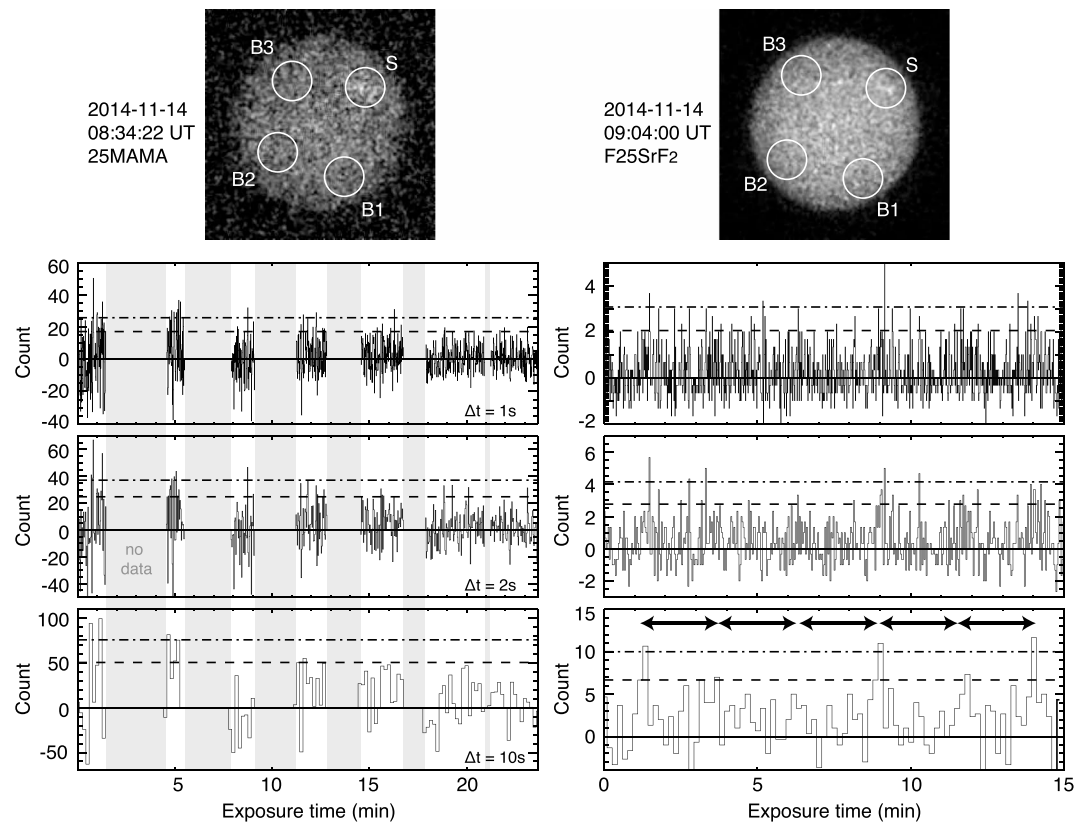 B3
S
2014-11-14
08:34:22 UT
25MAMA
B2
B1
B3
S
2014-11-14
09:04:00 UT
F25SrF2
B2
B1
60
40
20
0
-20
-40
Count
Δt = 1s
4
2
0
-2
Count
60
40
20
0
-20
-40
Count
no
data
Δt = 2s
6
4
2
0
-2
Count
100
50
0
-50
Count
Δt = 10s
5
10
15
20
Exposure time (min)
15
10
5
0
Count
0
5
10
15
Exposure time (min)